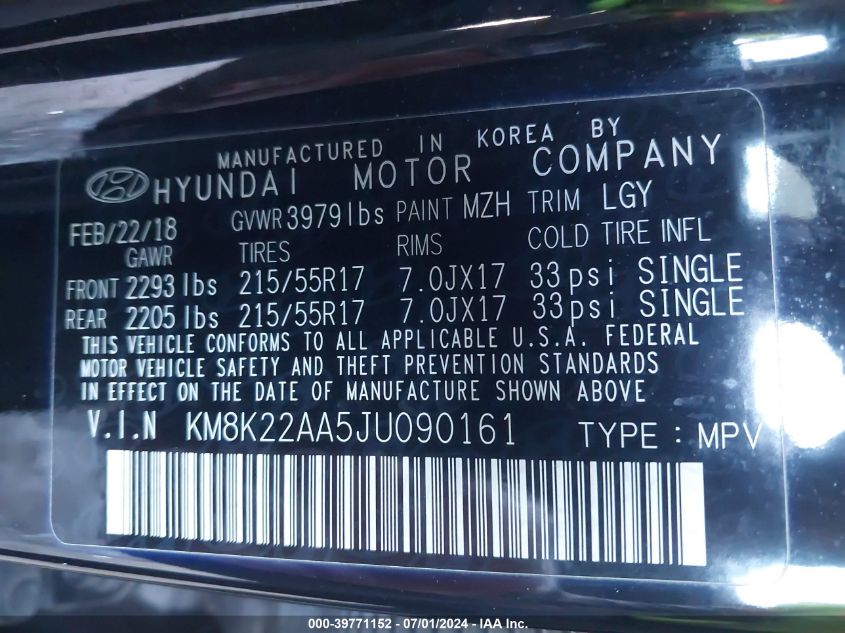 MANUFACTURED IN KOREA BY
HYUNDAI MOTOR COMPANY
FEB/22/18 GVWR 3979lbs PAINT MZH TRIM LGY
GAWR TIRES RIMS COLD TIRE INFL
FRONT 2293 lbs 215/55R17 7.0JX17 33psi SINGLE
REAR 2205 lbs 215/55R17 7.0JX17 33psi SINGLE
THIS VEHICLE CONFORMS TO ALL APPLICABLE U.S.A. FEDERAL
MOTOR VEHICLE SAFETY AND THEFT PREVENTION STANDARDS
IN EFFECT ON THE DATE OF MANUFACTURE SHOWN ABOVE
V.I.N KM8K22AA5JU090161 TYPE : MPV
000-39771152 - 07/01/2024 - IAA Inc.